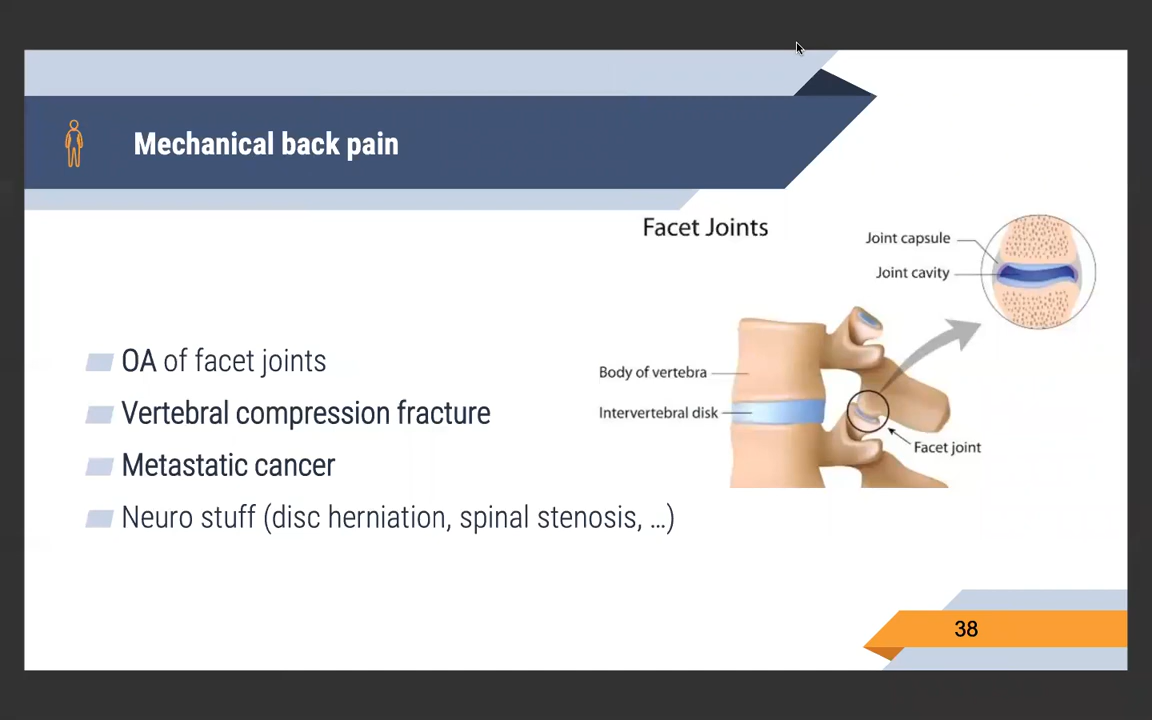 Mechanical back pain
Facet Joints
Joint capsule
Joint cavity
Body of vertebra
Intervertebral disk
Facet joint
OA of facet joints
Vertebral compression fracture
Metastatic cancer
Neuro stuff (disc herniation, spinal stenosis, ...)
38